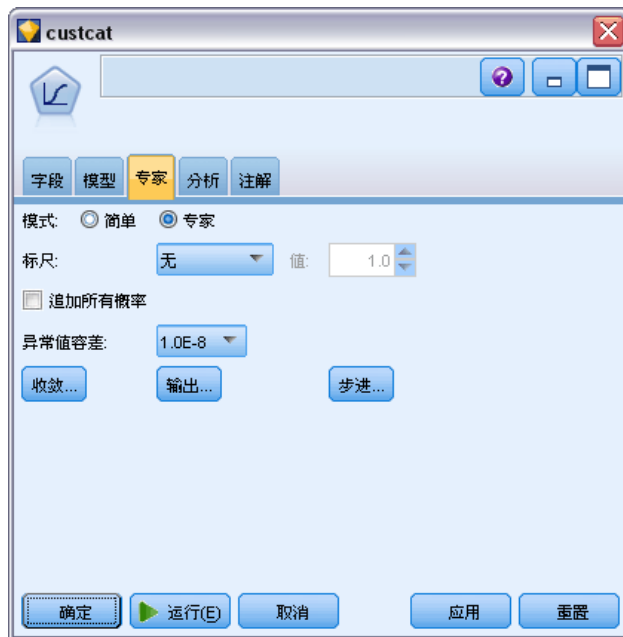 custcat
?
字段 模型 专家 分析 注解
模式: 简单 专家
标尺: 无 值: 1.0
追加所有概率
异常值容差: 1.0E-8
收敛... 输出... 步进...
确定 运行(E) 取消 应用 重置